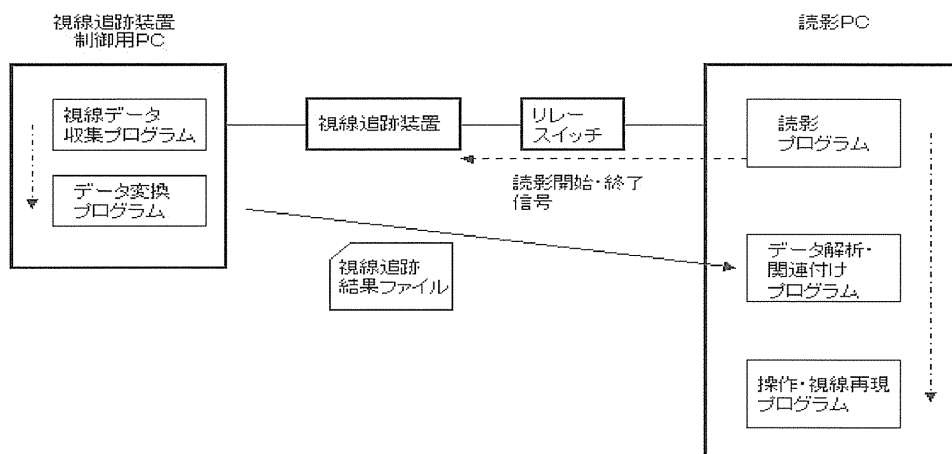 視線追跡装置
制御用PC
視線データ
収集プログラム
データ変換
プログラム
視線追跡装置
リレー
スイッチ
読影開始・終了
信号
視線追跡
結果ファイル
読影PC
読影
プログラム
データ解析・
関連付け
プログラム
操作・視線再現
プログラム